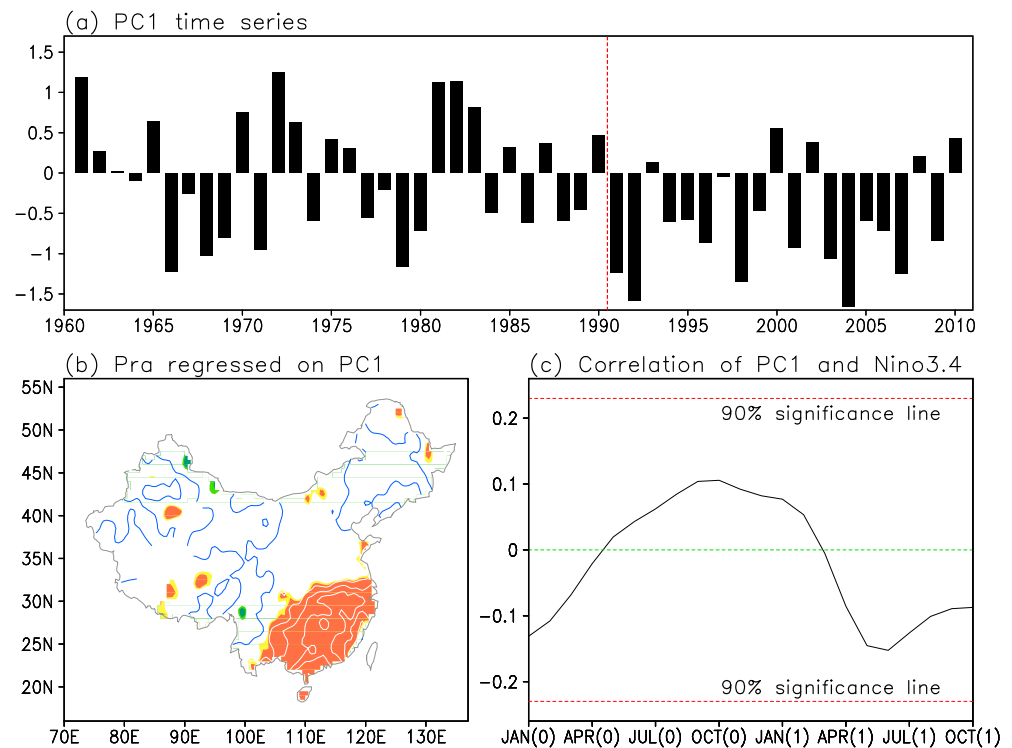 (a) PC1 time series
1.5
1
0.5
0
−0.5
−1
−1.5
1960 1965 1970 1975 1980 1985 1990 1995 2000 2005 2010
(b) Pra regressed on PC1
55N
50N
45N
40N
35N
30N
25N
20N
70E 80E 90E 100E 110E 120E 130E
(c) Correlation of PC1 and Nino3.4
90% significance line
0.2
0.1
0
−0.1
−0.2
90% significance line
JAN(0) APR(0) JUL(0) OCT(0) JAN(1) APR(1) JUL(1) OCT(1)